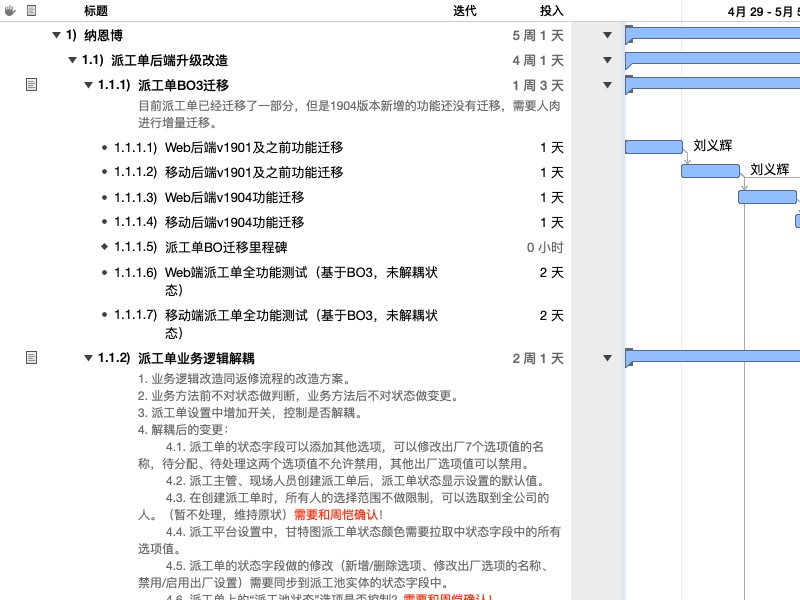 标题 迭代 投入 4月 29 - 5月 5
1) 纳恩博 5 周 1 天
1.1) 派工单后端升级改造 4 周 1 天
1.1.1) 派工单BO3迁移 1 周 3 天
目前派工单已经迁移了一部分，但是1904版本新增的功能还没有迁移，需要人肉
进行增量迁移。
1.1.1.1) Web后端v1901及之前功能迁移 1 天 刘义辉
1.1.1.2) 移动后端v1901及之前功能迁移 1 天 刘义辉
1.1.1.3) Web后端v1904功能迁移 1 天
1.1.1.4) 移动后端v1904功能迁移 1 天
1.1.1.5) 派工单BO迁移里程碑 0 小时
1.1.1.6) Web端派工单全功能测试（基于BO3，未解耦状 2 天
态）
1.1.1.7) 移动端派工单全功能测试（基于BO3，未解耦状 2 天
态）
1.1.2) 派工单业务逻辑解耦 2 周 1 天
1. 业务逻辑改造同返修流程的改造方案。
2. 业务方法前不对状态做判断，业务方法后不对状态做变更。
3. 派工单设置中增加开关，控制是否解耦。
4. 解耦后的变更：
4.1. 派工单的状态字段可以添加其他选项，可以修改出厂7个选项值的名
称，待分配、待处理这两个选项值不允许禁用，其他出厂选项值可以禁用。
4.2. 派工主管、现场人员创建派工单后，派工单状态显示设置的默认值。
4.3. 在创建派工单时，所有人的选择范围不做限制，可以选取到全公司的
人。（暂不处理，维持原状）需要和周恺确认！
4.4. 派工平台设置中，甘特图派工单状态颜色需要拉取中状态字段中的所有
选项值。
4.5. 派工单的状态字段做的修改（新增/删除选项、修改出厂选项的名称、
禁用/启用出厂设置）需要同步到派工池实体的状态字段中。
4.6. 派工单上的“派工池状态”选项是否控制？需要和周恺确认！